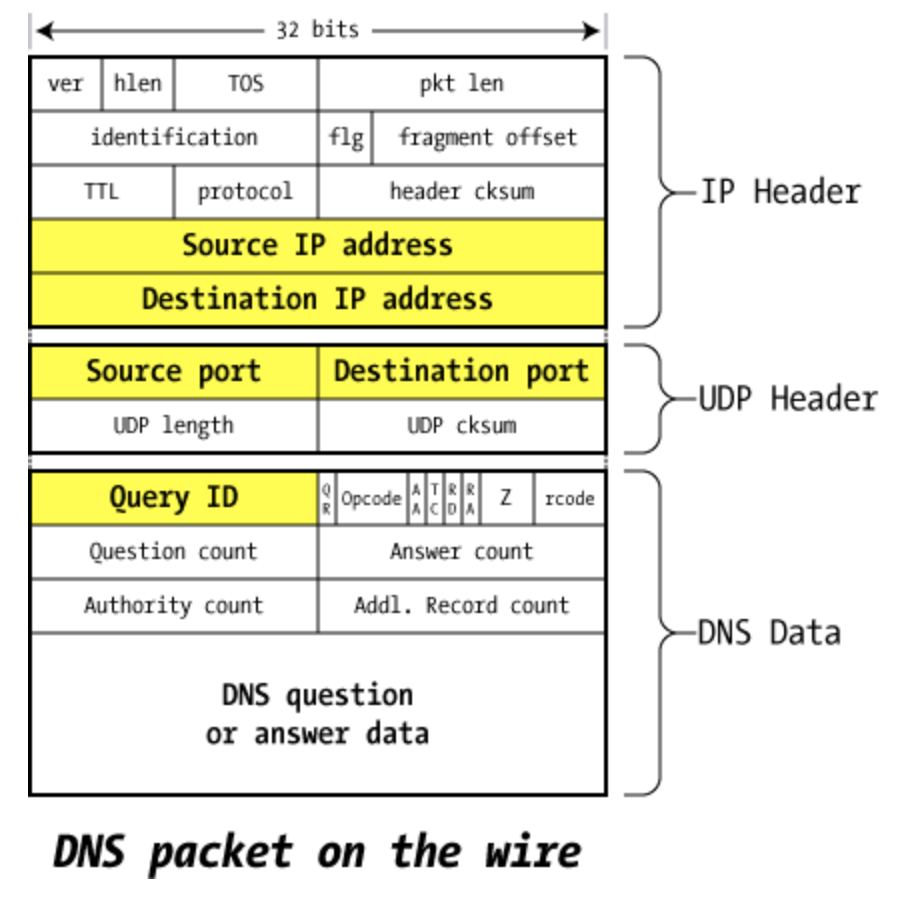 32 bits
ver hlen TOS pkt len
identification flg fragment offset
TTL protocol header cksum
IP Header
Source IP address
Destination IP address
Source port Destination port
UDP Header
UDP length UDP cksum
Query ID QR Opcode AA TC RD RA Z rcode
Question count Answer count
Authority count Addl. Record count
DNS Data
DNS question
or answer data
DNS packet on the wire